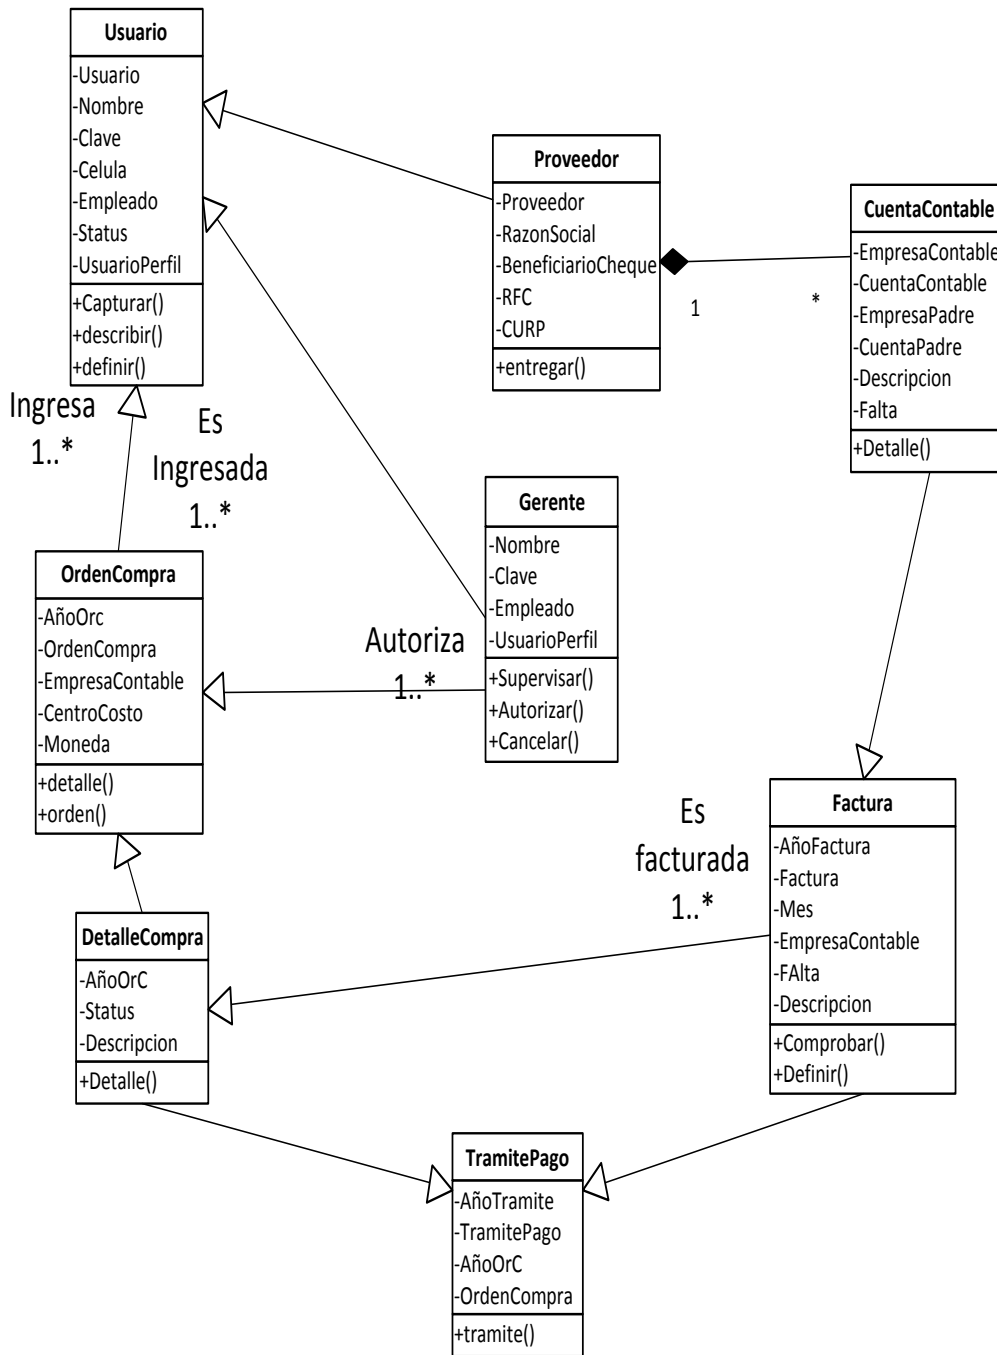 Usuario
-Usuario
-Nombre
-Clave
-Celula
-Empleado
-Status
-UsuarioPerfil
+Capturar()
+describir()
+definir()
Proveedor
-Proveedor
-RazonSocial
-BeneficiarioCheque
-RFC
-CURP
+entregar()
1
*
CuentaContable
-EmpresaContable
-CuentaContable
-EmpresaPadre
-CuentaPadre
-Descripcion
-Falta
+Detalle()
Ingresa
1..*
Es
Ingresada
1..*
Gerente
-Nombre
-Clave
-Empleado
-UsuarioPerfil
+Supervisar()
+Autorizar()
+Cancelar()
Autoriza
1..*
OrdenCompra
-AñoOrc
-OrdenCompra
-EmpresaContable
-CentroCosto
-Moneda
+detalle()
+orden()
Es
facturada
1..*
Factura
-AñoFactura
-Factura
-Mes
-EmpresaContable
-FAlta
-Descripcion
+Comprobar()
+Definir()
DetalleCompra
-AñoOrC
-Status
-Descripcion
+Detalle()
TramitePago
-AñoTramite
-TramitePago
-AñoOrC
-OrdenCompra
+tramite()